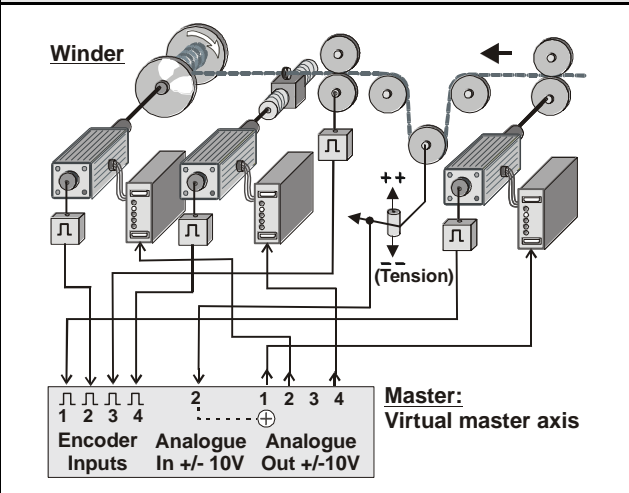 Winder
++
--
(Tension)
1 2 3 4
2
1 2 3 4
Encoder Inputs
Analogue In +/- 10V
Analogue Out +/-10V
Master:
Virtual master axis